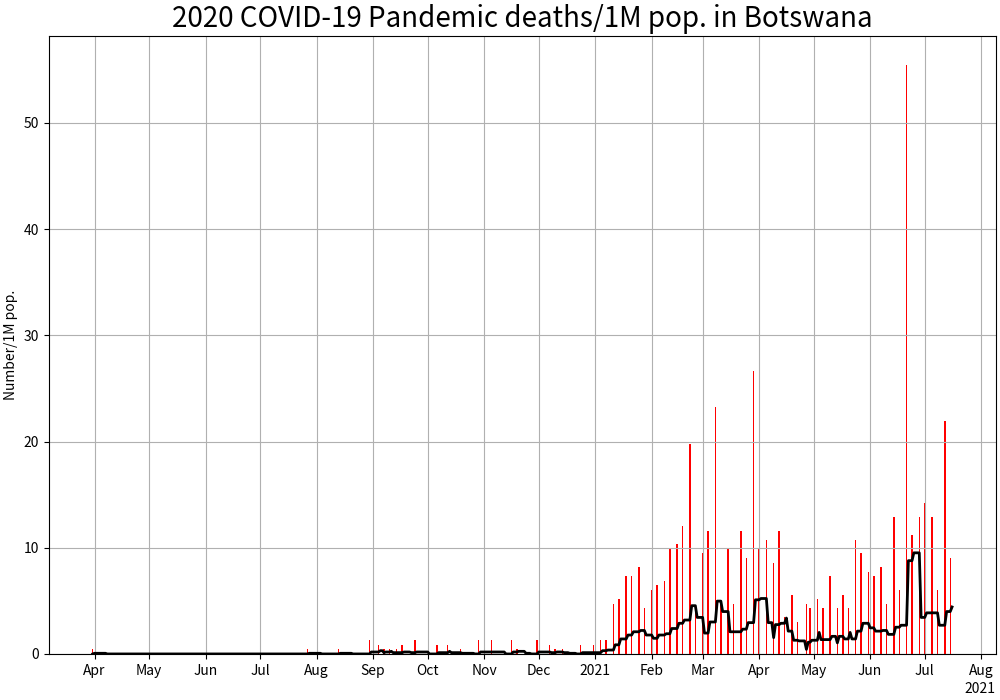 2020 COVID-19 Pandemic deaths/1M pop. in Botswana
Number/1M pop.
50
40
30
20
10
0
Apr May Jun Jul Aug Sep Oct Nov Dec 2021 Feb Mar Apr May Jun Jul Aug
2021